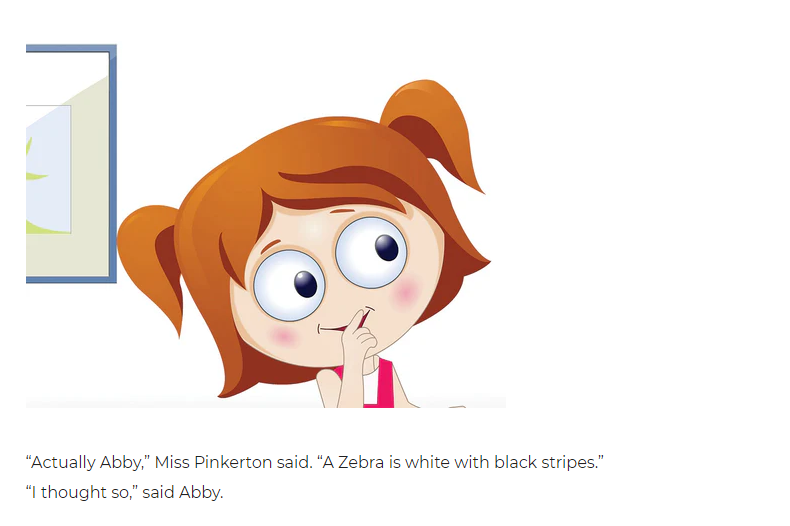 “Actually Abby,” Miss Pinkerton said. “A Zebra is white with black stripes.”
“I thought so,” said Abby.